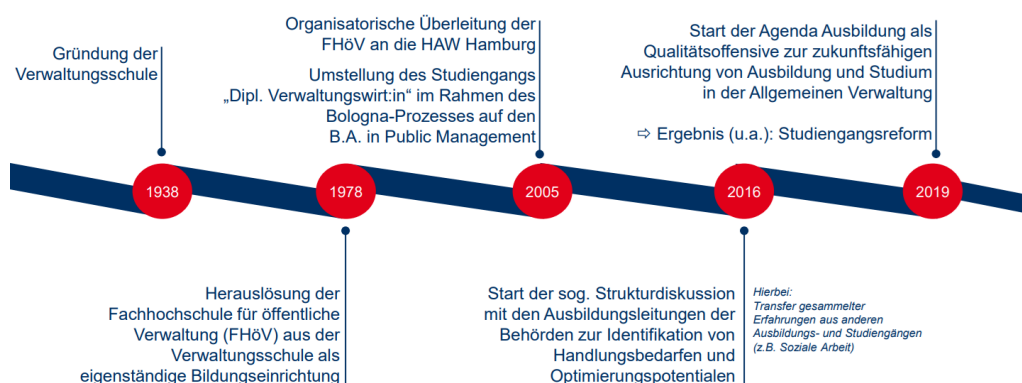 Gründung der
Verwaltungsschule
Organisatorische Überleitung der
FHöV an die HAW Hamburg
Umstellung des Studiengangs
„Dipl. Verwaltungswirt:in“ im Rahmen des
Bologna-Prozesses auf den
B.A. in Public Management
Start der Agenda Ausbildung als
Qualitätsoffensive zur zukunftsfähigen
Ausrichtung von Ausbildung und Studium
in der Allgemeinen Verwaltung
⇨ Ergebnis (u.a.): Studiengangsreform
1938
1978
2005
2016
2019
Herauslösung der
Fachhochschule für öffentliche
Verwaltung (FHöV) aus der
Verwaltungsschule als
eigenständige Bildungseinrichtung
Start der sog. Strukturdiskussion
mit den Ausbildungsleitungen der
Behörden zur Identifikation von
Handlungsbedarfen und
Optimierungspotentialen
Hierbei:
Transfer gesammelter
Erfahrungen aus anderen
Ausbildungs- und Studiengängen
(z.B. Soziale Arbeit)